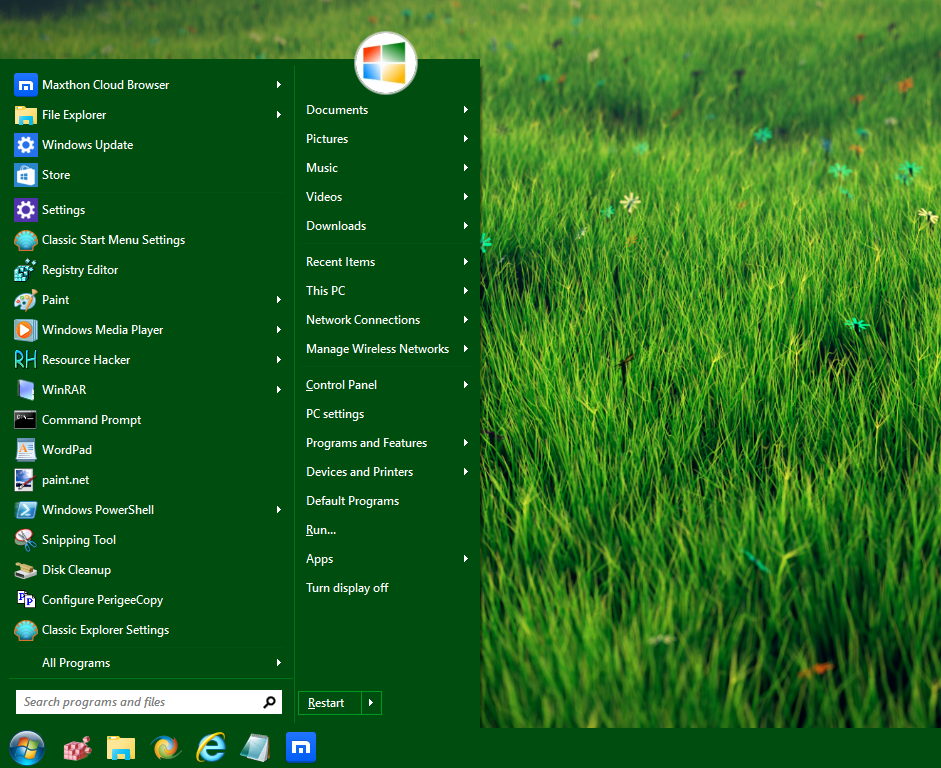 Maxthon Cloud Browser
File Explorer
Windows Update
Store
Settings
Classic Start Menu Settings
Registry Editor
Paint
Windows Media Player
RH Resource Hacker
WinRAR
Command Prompt
WordPad
paint.net
Windows PowerShell
Snipping Tool
Disk Cleanup
Configure PerigeeCopy
Classic Explorer Settings
All Programs
Search programs and files
Documents
Pictures
Music
Videos
Downloads
Recent Items
This PC
Network Connections
Manage Wireless Networks
Control Panel
PC settings
Programs and Features
Devices and Printers
Default Programs
Run...
Apps
Turn display off
Restart